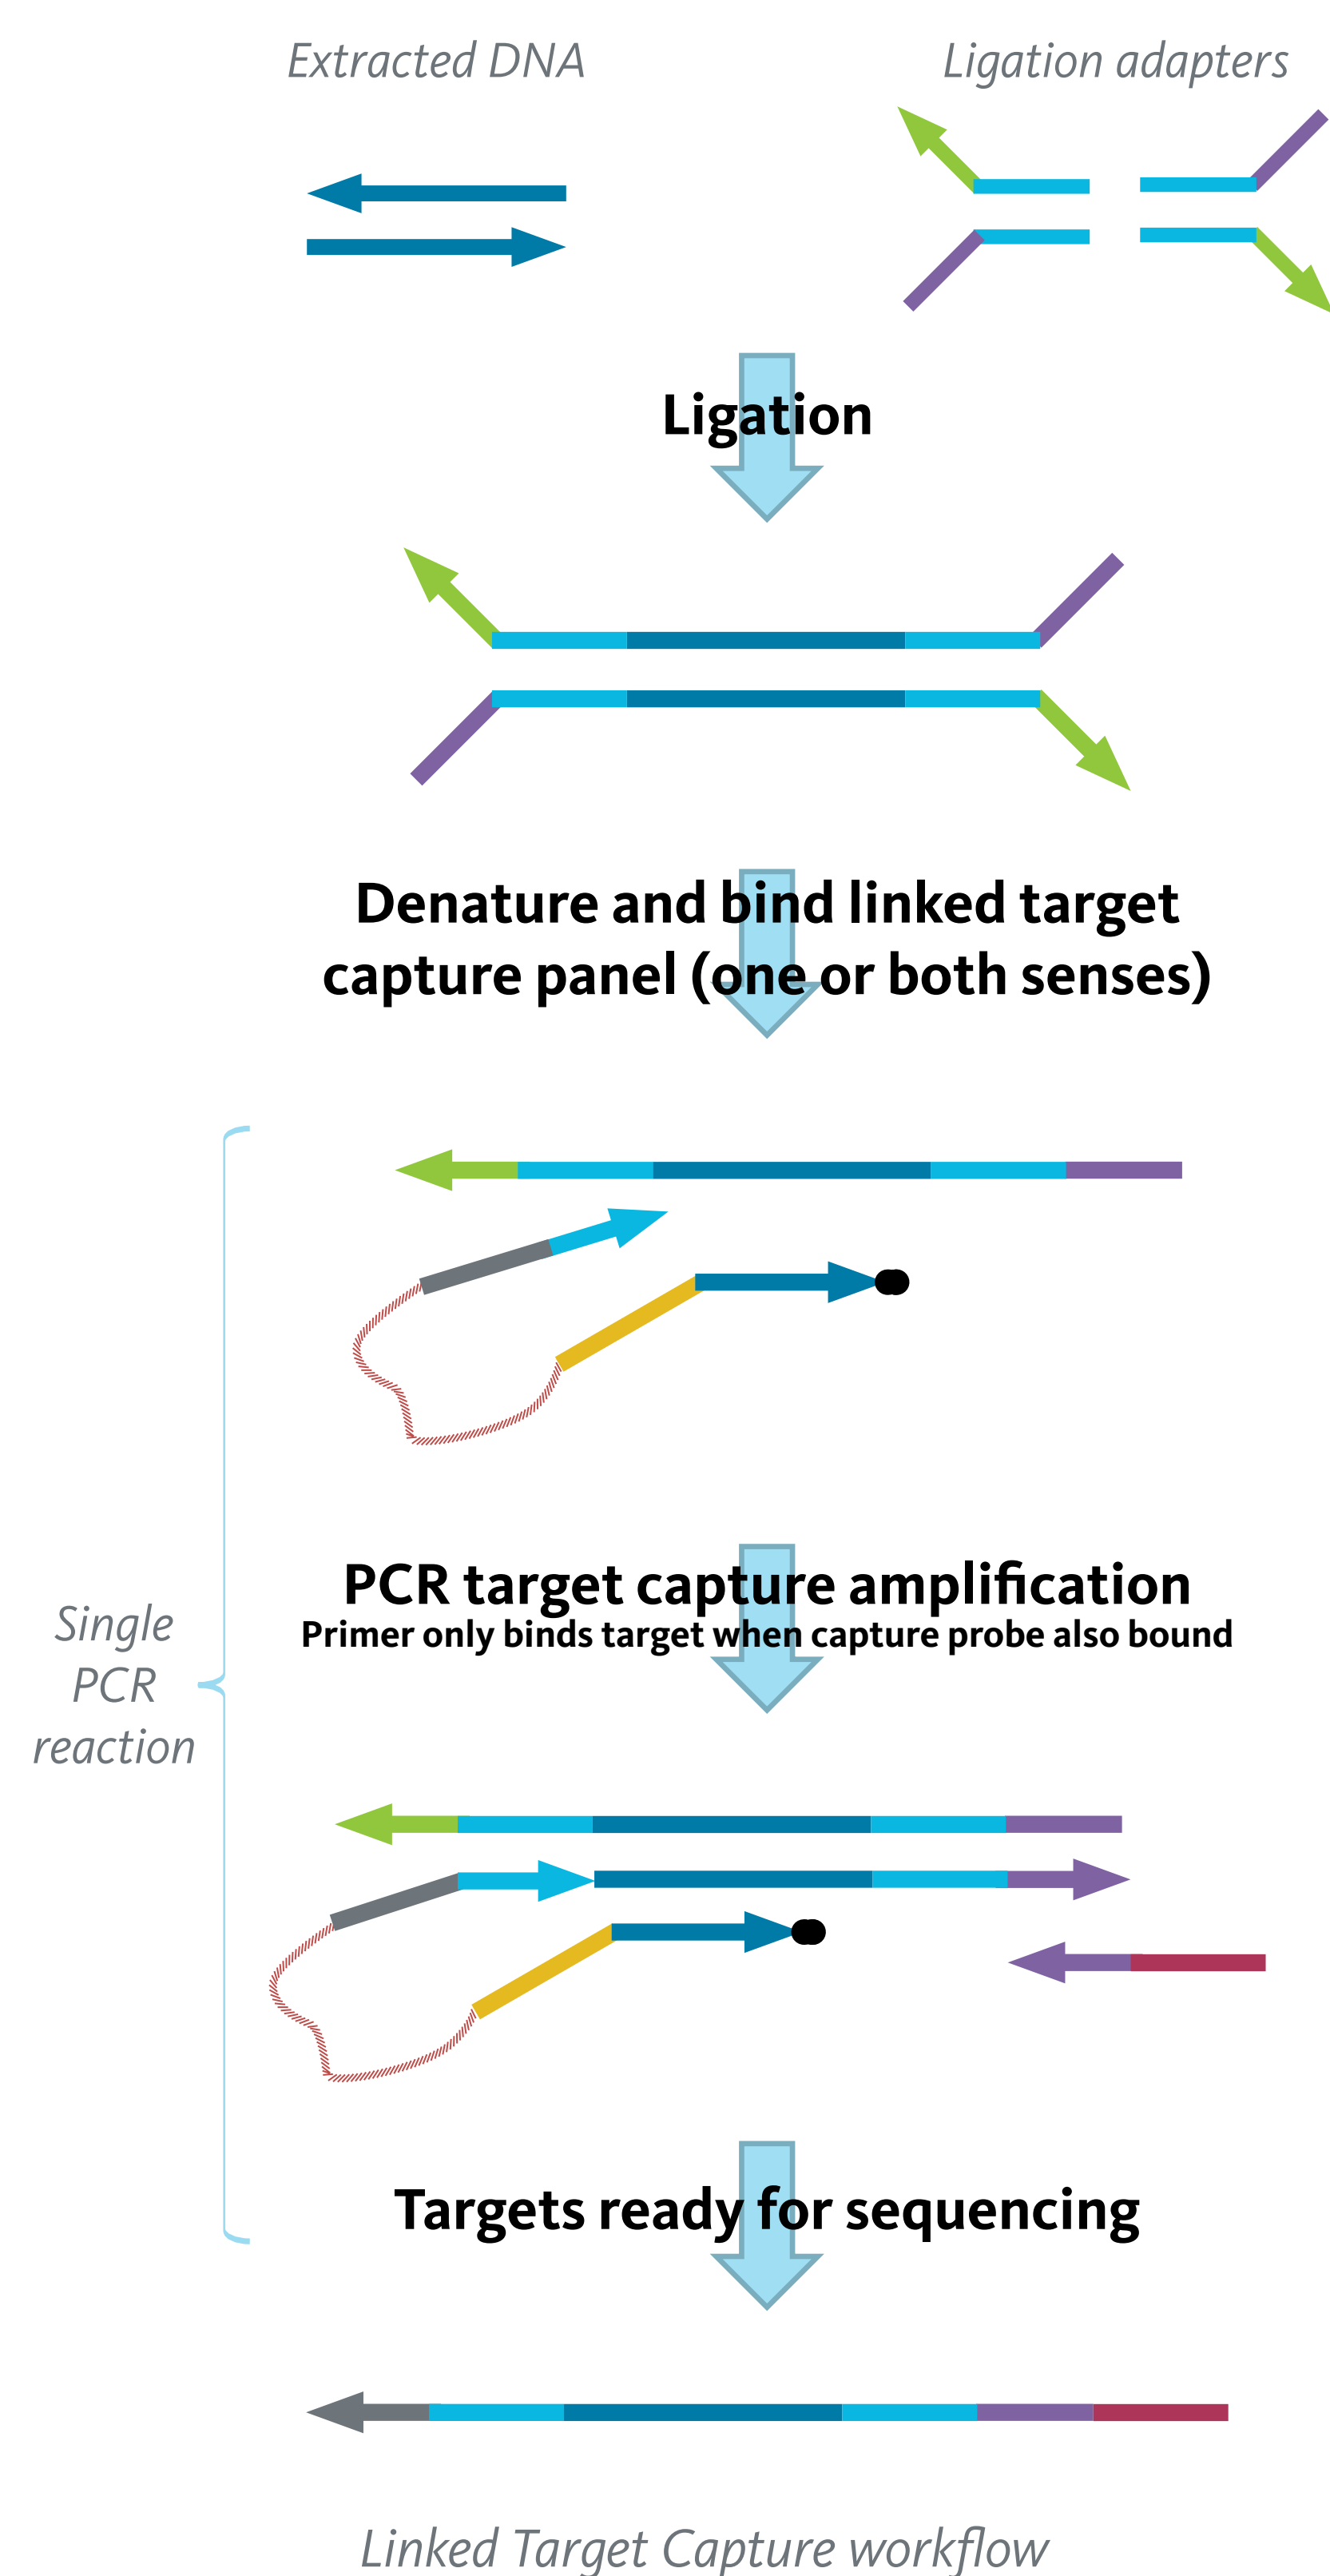 Extracted DNA
Ligation adapters
Ligation
Denature and bind linked target
capture panel (one or both senses)
PCR target capture amplification
Primer only binds target when capture probe also bound
Single
PCR
reaction
Targets ready for sequencing
Linked Target Capture workflow